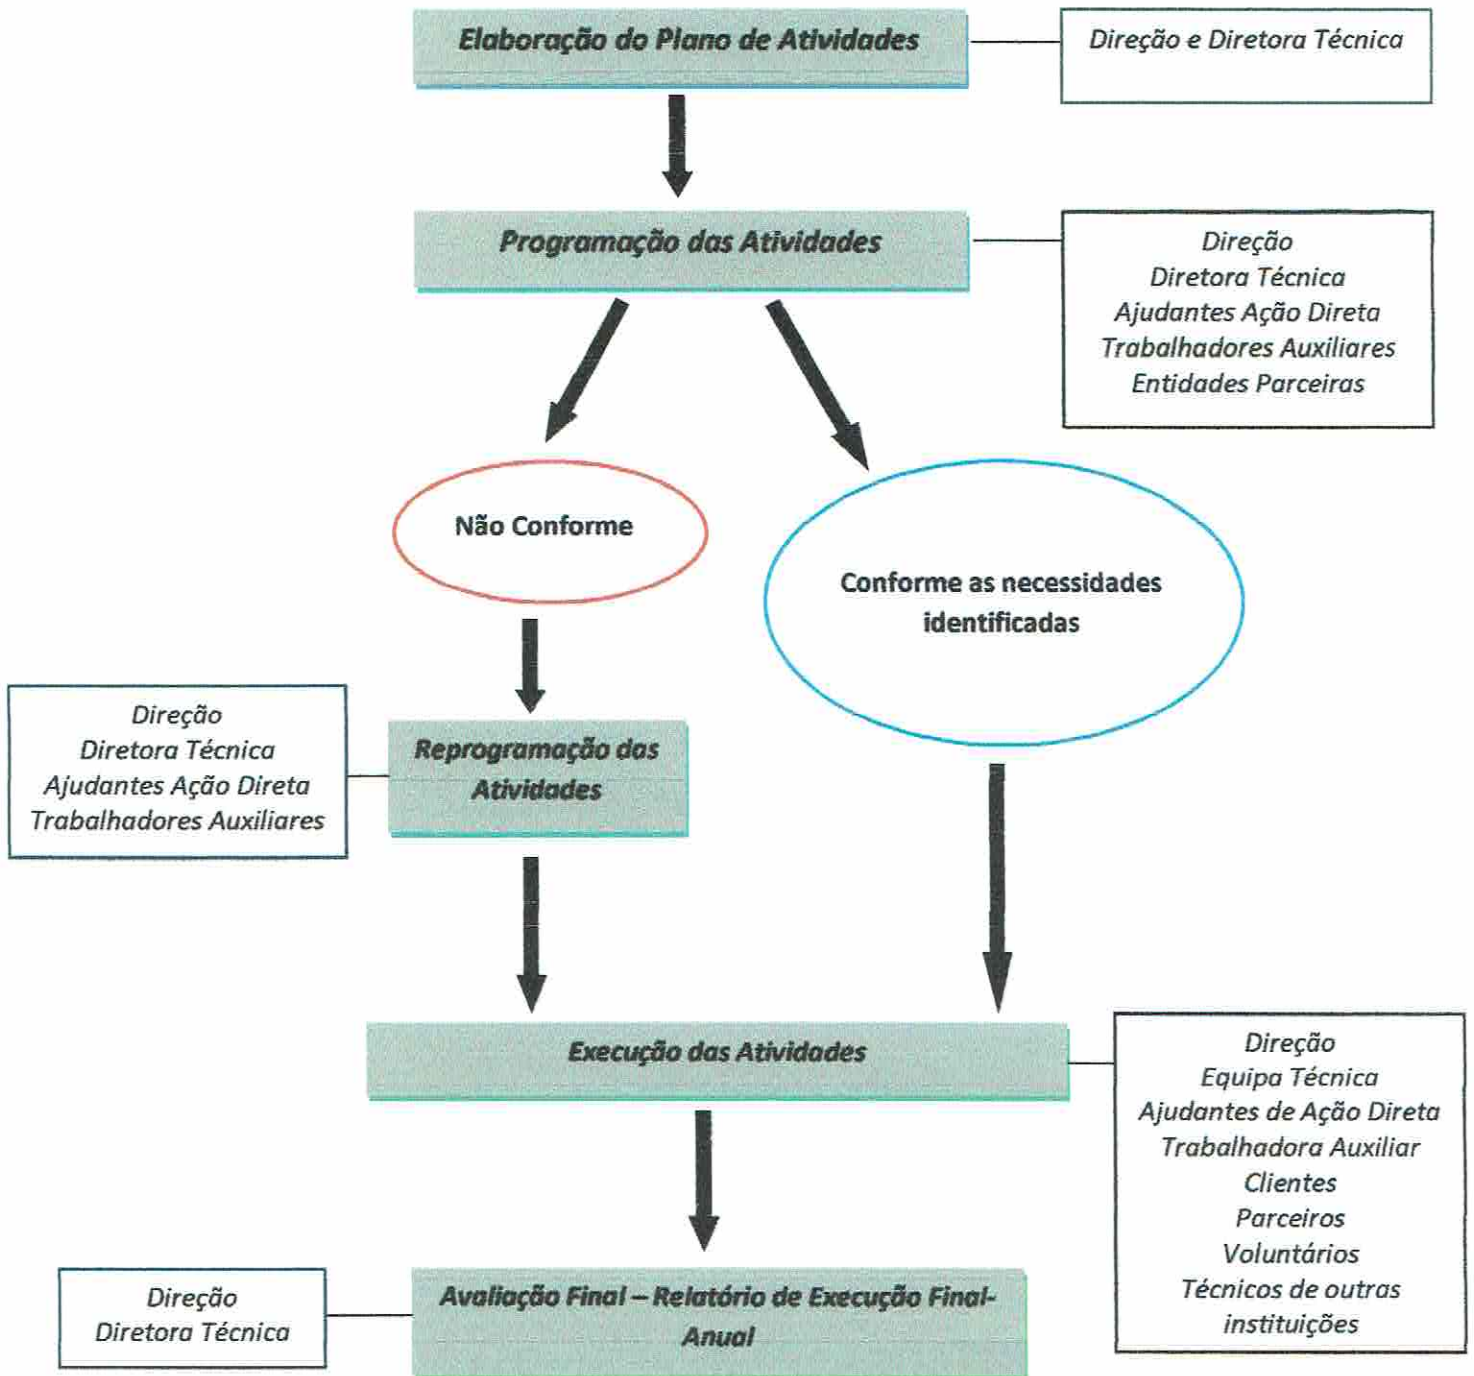 Elaboração do Plano de Atividades
Direção e Diretora Técnica
Programação das Atividades
Direção
Diretora Técnica
Ajudantes Ação Direta
Trabalhadores Auxiliares
Entidades Parceiras
Não Conforme
Conforme as necessidades
identificadas
Direção
Diretora Técnica
Ajudantes Ação Direta
Trabalhadores Auxiliares
Reprogramação das
Atividades
Execução das Atividades
Direção
Equipa Técnica
Ajudantes de Ação Direta
Trabalhadora Auxiliar
Clientes
Parceiros
Voluntários
Técnicos de outras
instituições
Direção
Diretora Técnica
Avaliação Final – Relatório de Execução Final-
Anual